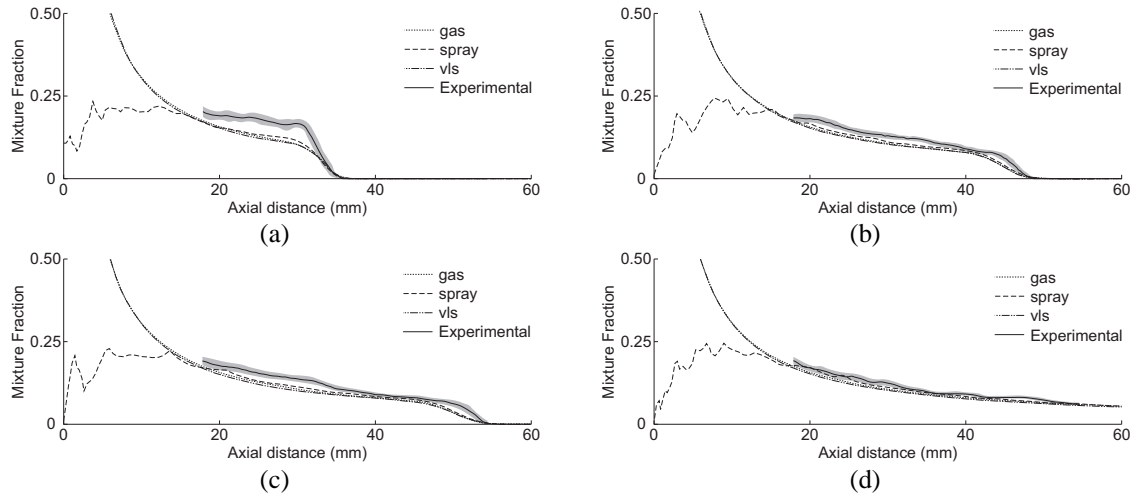 0.50
0.25
0
Mixture Fraction
gas
spray
vls
Experimental
0 20 40 60
Axial distance (mm)
(a)
0.50
0.25
0
Mixture Fraction
gas
spray
vls
Experimental
0 20 40 60
Axial distance (mm)
(b)
0.50
0.25
0
Mixture Fraction
gas
spray
vls
Experimental
0 20 40 60
Axial distance (mm)
(c)
0.50
0.25
0
Mixture Fraction
gas
spray
vls
Experimental
0 20 40 60
Axial distance (mm)
(d)